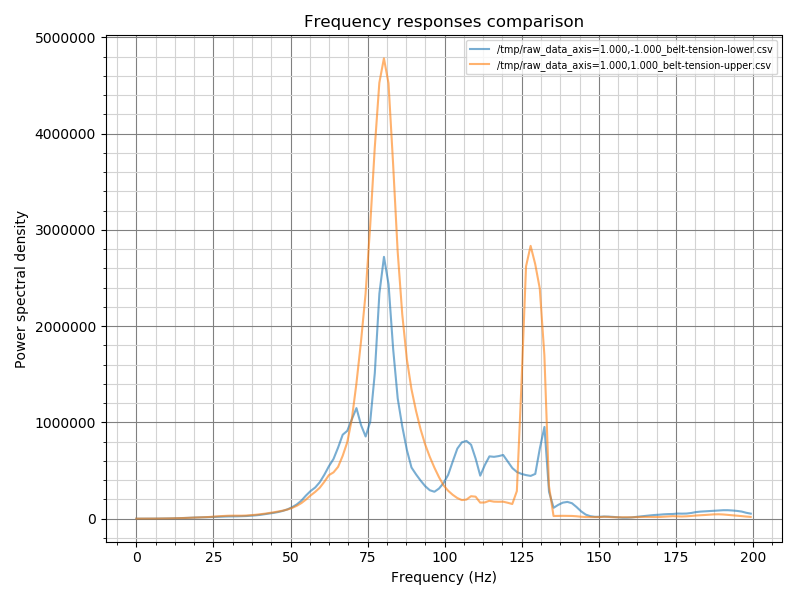 Frequency responses comparison
/tmp/raw_data_axis=1.000,-1.000_belt-tension-lower.csv
/tmp/raw_data_axis=1.000,1.000_belt-tension-upper.csv
Power spectral density
5000000
4000000
3000000
2000000
1000000
0
0 25 50 75 100 125 150 175 200
Frequency (Hz)